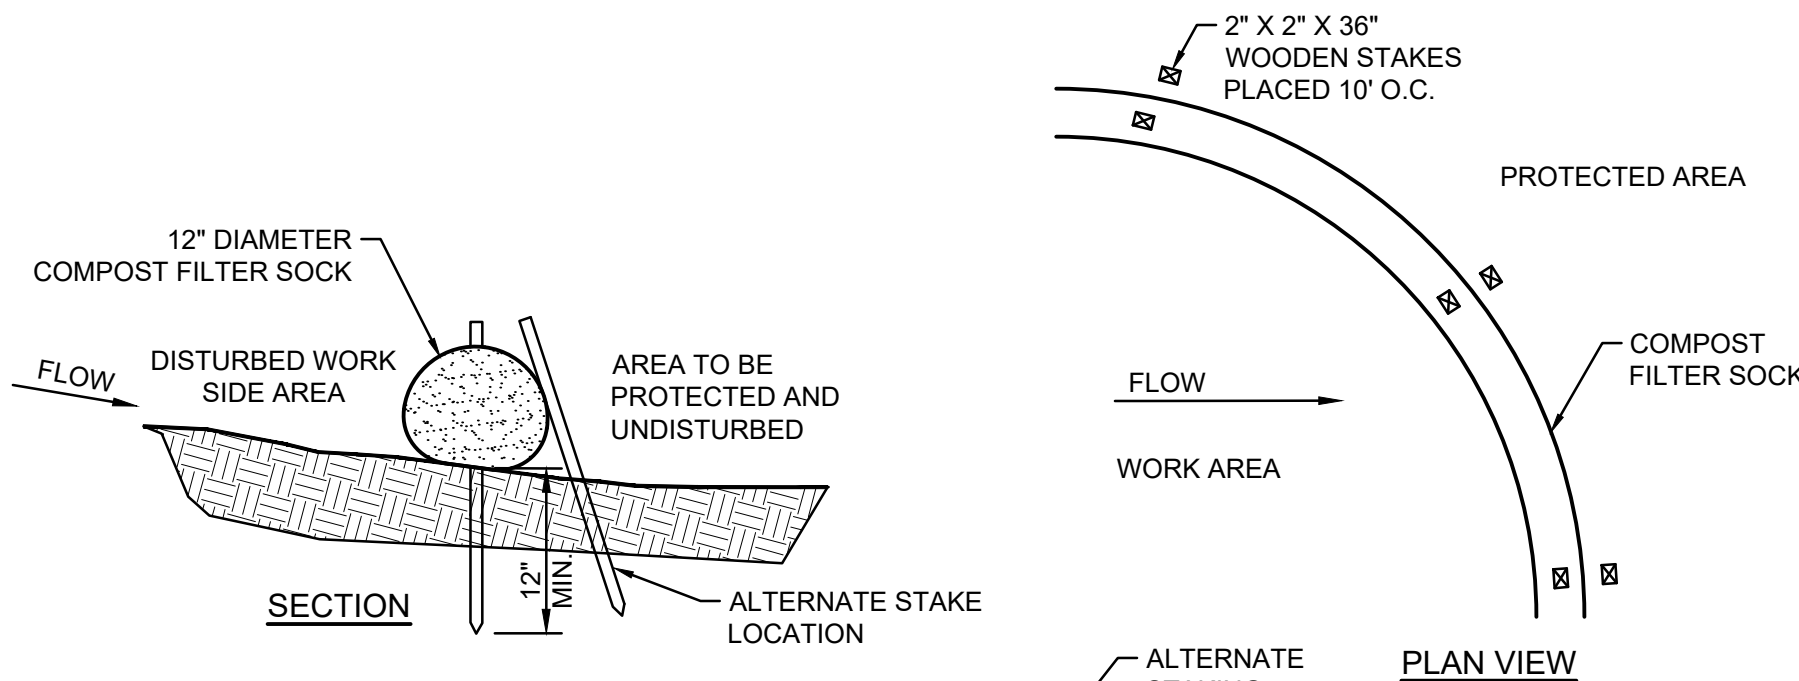 2" X 2" X 36"
WOODEN STAKES
PLACED 10' O.C.
PROTECTED AREA
12" DIAMETER
COMPOST FILTER SOCK
FLOW
DISTURBED WORK
SIDE AREA
AREA TO BE
PROTECTED AND
UNDISTURBED
12"
MIN.
SECTION
ALTERNATE STAKE
LOCATION
FLOW
WORK AREA
COMPOST
FILTER SOCK
ALTERNATE
PLAN VIEW